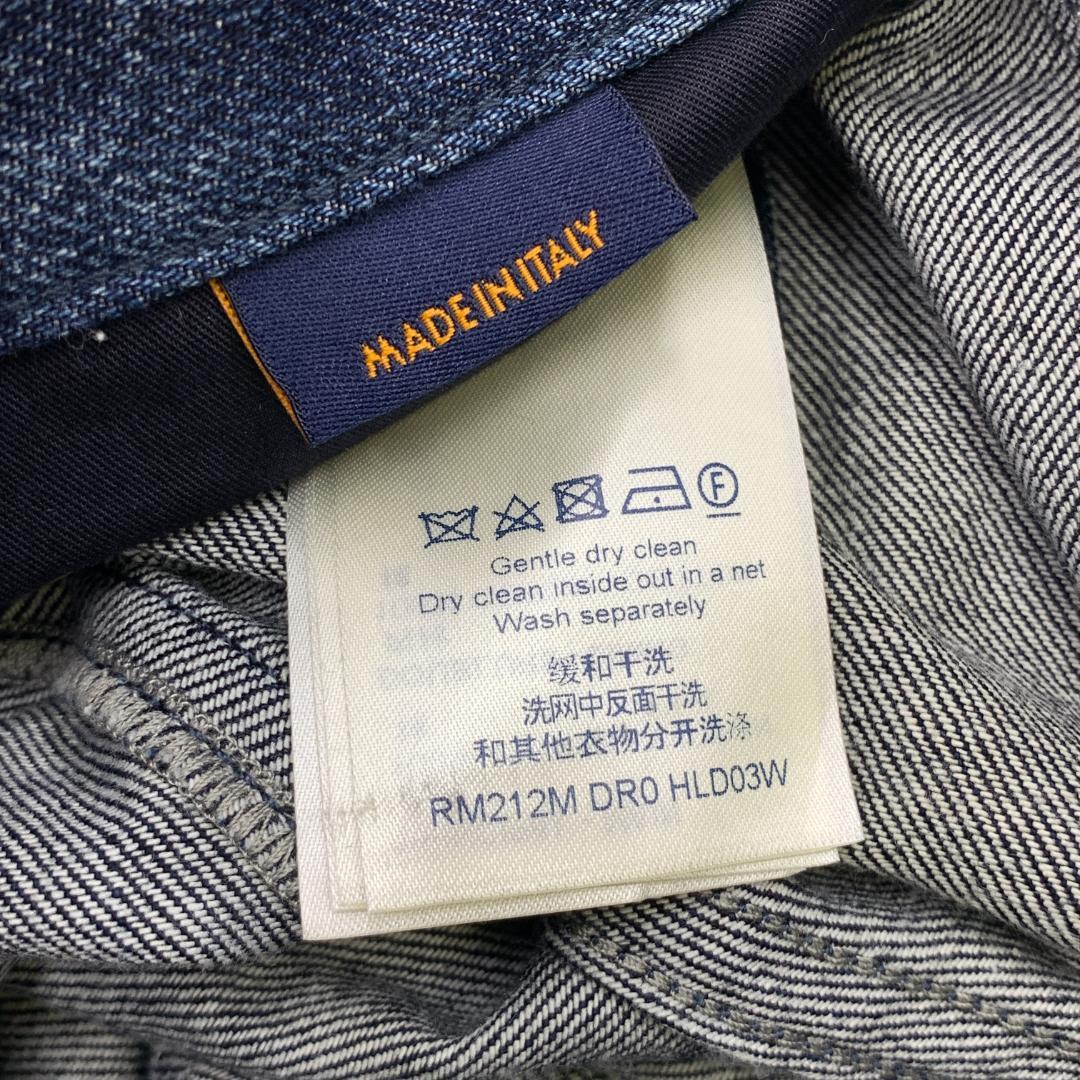 MADE IN ITALY
F
Gentle dry clean
Dry clean inside out in a net
Wash separately
缓和干洗
洗网中反面干洗
和其他衣物分开洗涤
RM212M DR0 HLD03W